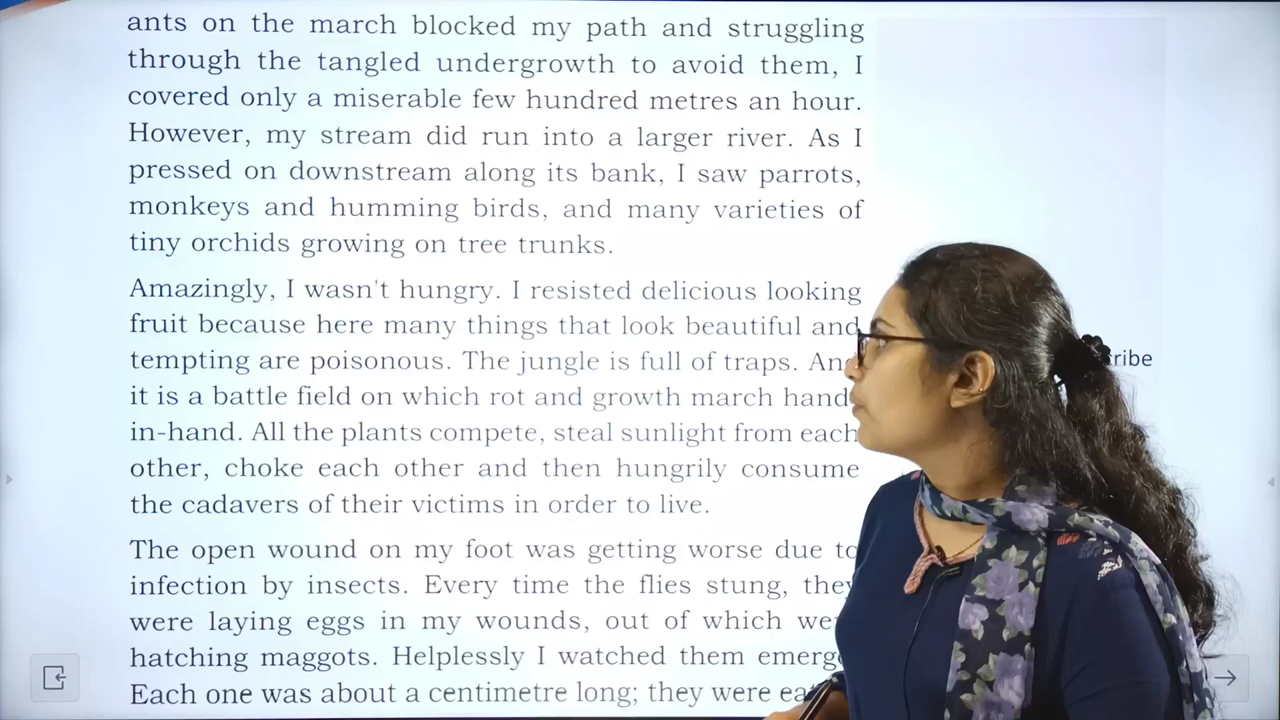 ants on the march blocked my path and struggling
through the tangled undergrowth to avoid them, I
covered only a miserable few hundred metres an hour.
However, my stream did run into a larger river. As I
pressed on downstream along its bank, I saw parrots,
monkeys and humming birds, and many varieties of
tiny orchids growing on tree trunks.
Amazingly, I wasn't hungry. I resisted delicious looking
fruit because here many things that look beautiful and
tempting are poisonous. The jungle is full of traps. And
it is a battle field on which rot and growth march hand-
in-hand. All the plants compete, steal sunlight from each
other, choke each other and then hungrily consume
the cadavers of their victims in order to live.
The open wound on my foot was getting worse due to
infection by insects. Every time the flies stung, they
were laying eggs in my wounds, out of which
hatching maggots. Helplessly I watched them
Each one was about a centimetre long; they were